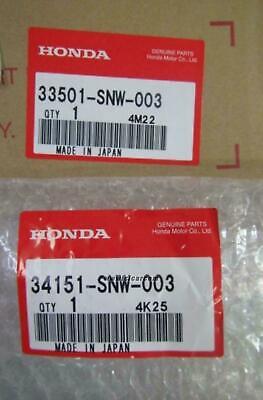 HONDA
GENUINE PARTS
Honda Motor Co., Ltd.
33501-SNW-003
QTY 1 4M22
MADE IN JAPAN
HONDA
GENUINE PARTS
Honda Motor Co., Ltd.
34151-SNW-003
QTY 1 4K25
MADE IN JAPAN